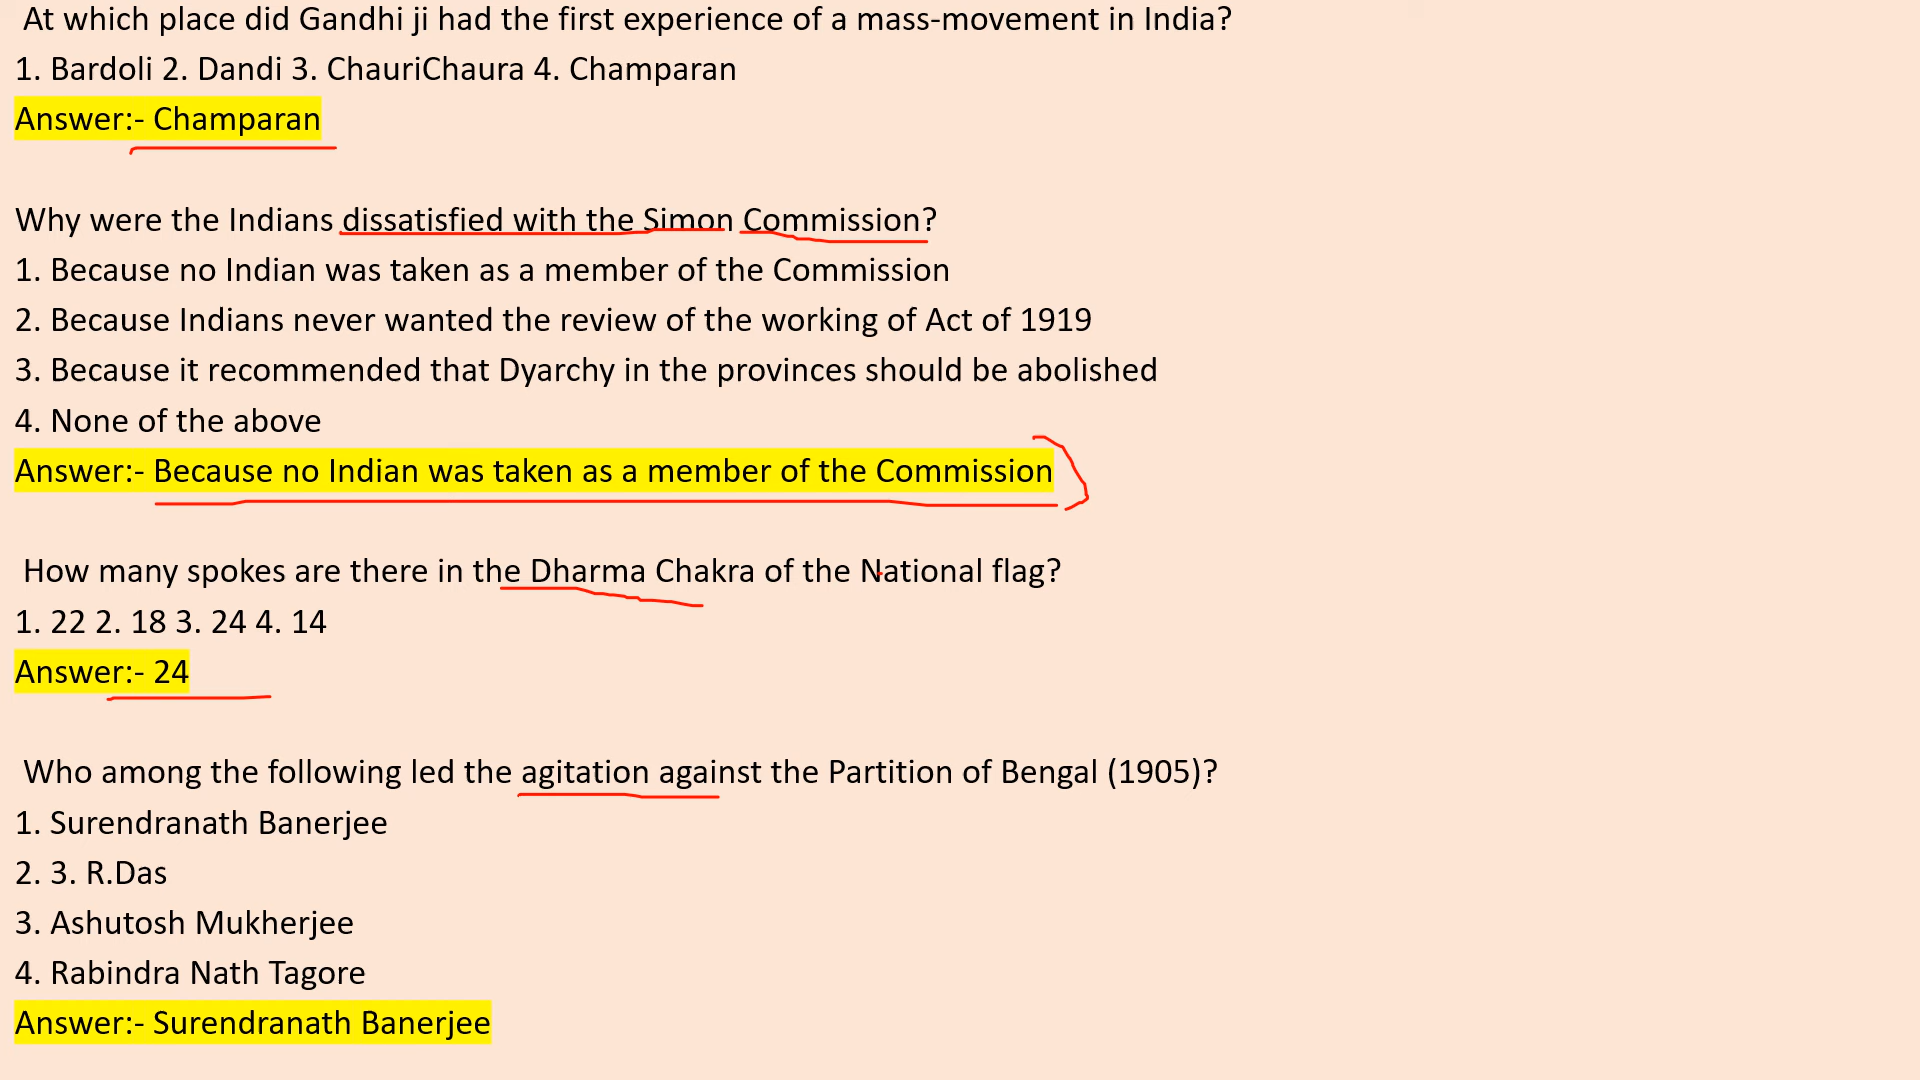 At which place did Gandhi ji had the first experience of a mass-movement in India?
1. Bardoli 2. Dandi 3. ChauriChaura 4. Champaran
Answer:- Champaran
Why were the Indians dissatisfied with the Simon Commission?
1. Because no Indian was taken as a member of the Commission
2. Because Indians never wanted the review of the working of Act of 1919
3. Because it recommended that Dyarchy in the provinces should be abolished
4. None of the above
Answer:- Because no Indian was taken as a member of the Commission
How many spokes are there in the Dharma Chakra of the National flag?
1. 22 2. 18 3. 24 4. 14
Answer:- 24
Who among the following led the agitation against the Partition of Bengal (1905)?
1. Surendranath Banerjee
2. 3. R.Das
3. Ashutosh Mukherjee
4. Rabindra Nath Tagore
Answer:- Surendranath Banerjee